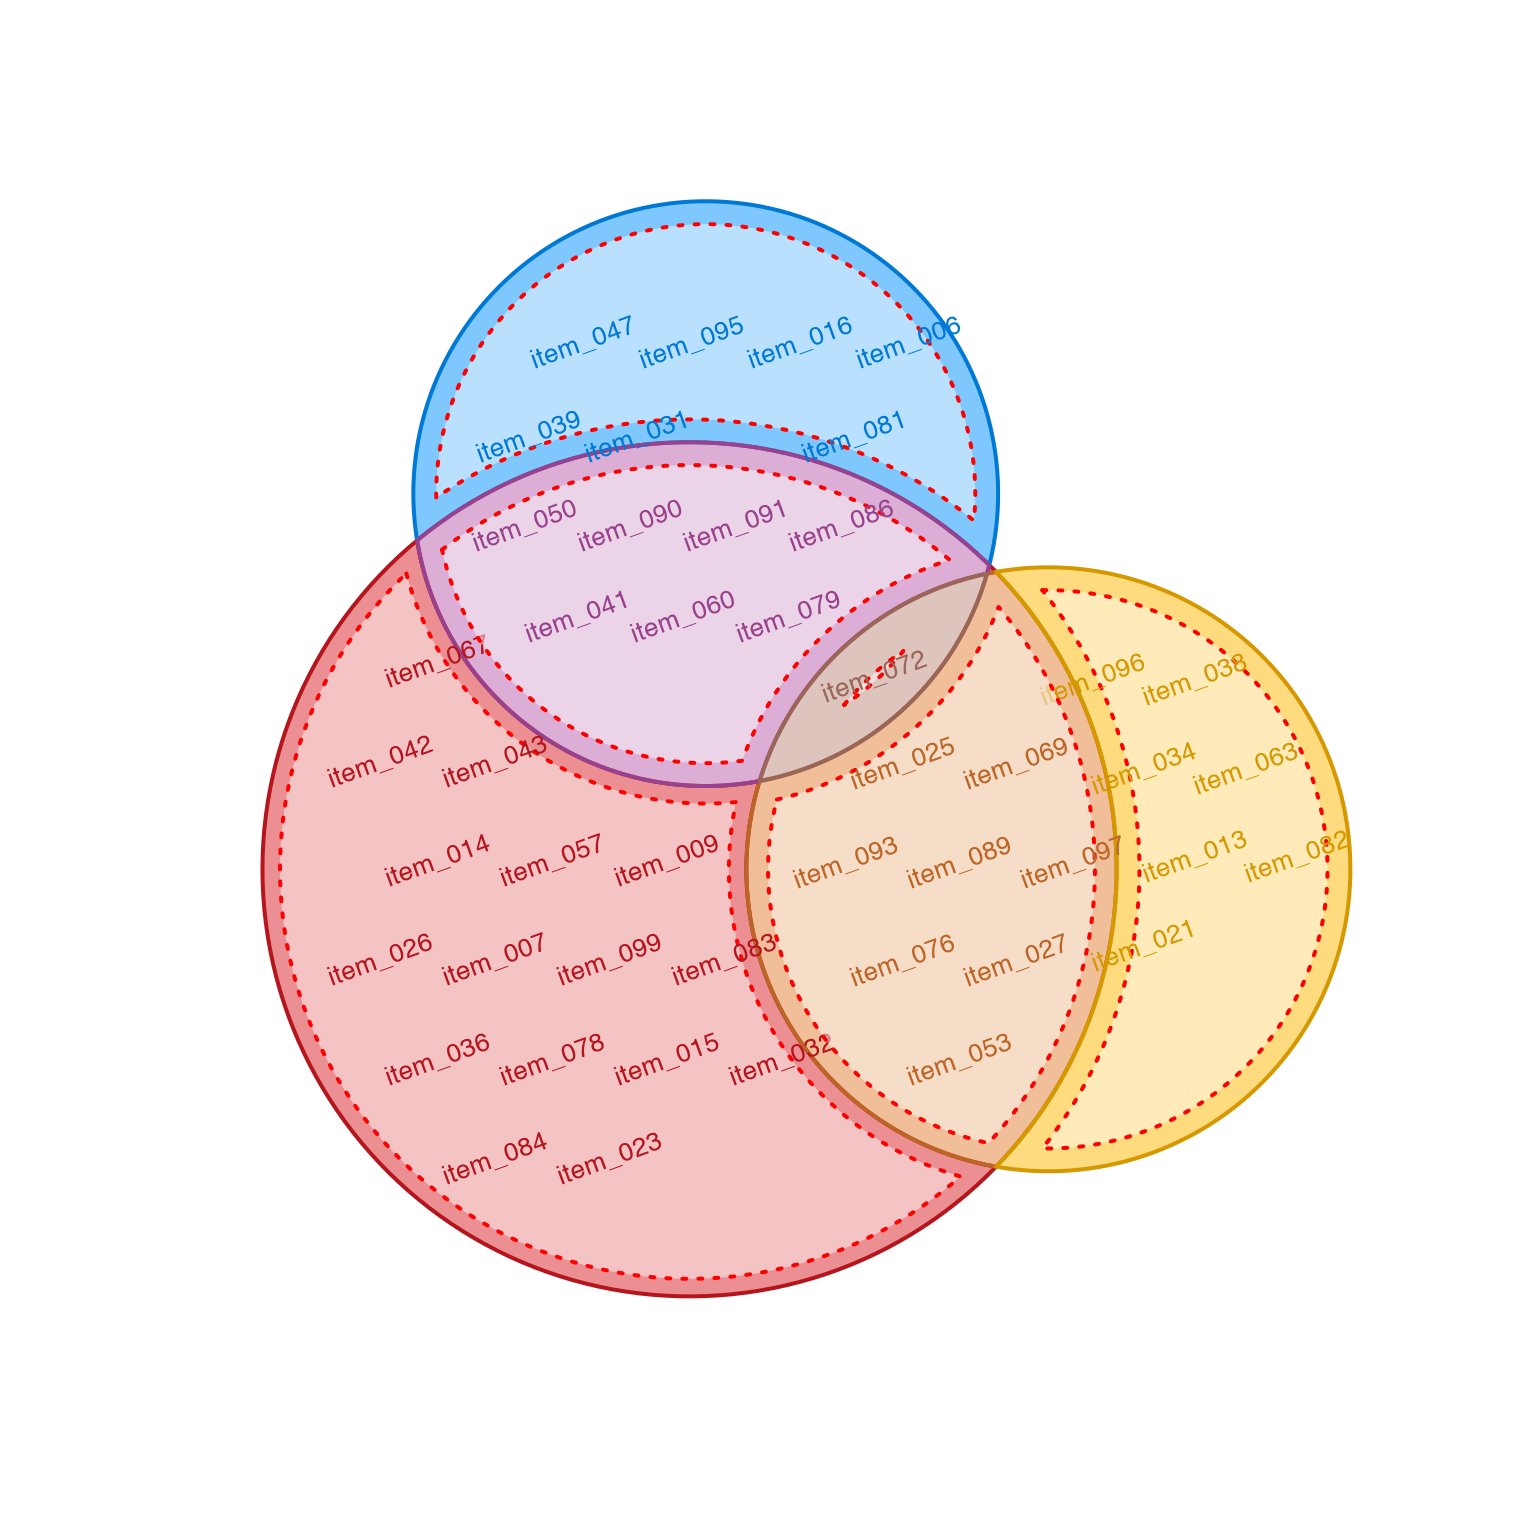 item_047 item_095 item_016 item_006
item_039 item_031 item_081
item_050 item_090 item_091 item_086
item_041 item_060 item_079
item_067 item_072 item_096 item_038
item_042 item_043 item_025 item_069 item_034 item_063
item_014 item_057 item_009 item_093 item_089 item_097 item_013 item_082
item_026 item_007 item_099 item_083 item_076 item_027 item_021
item_036 item_078 item_015 item_032 item_053
item_084 item_023